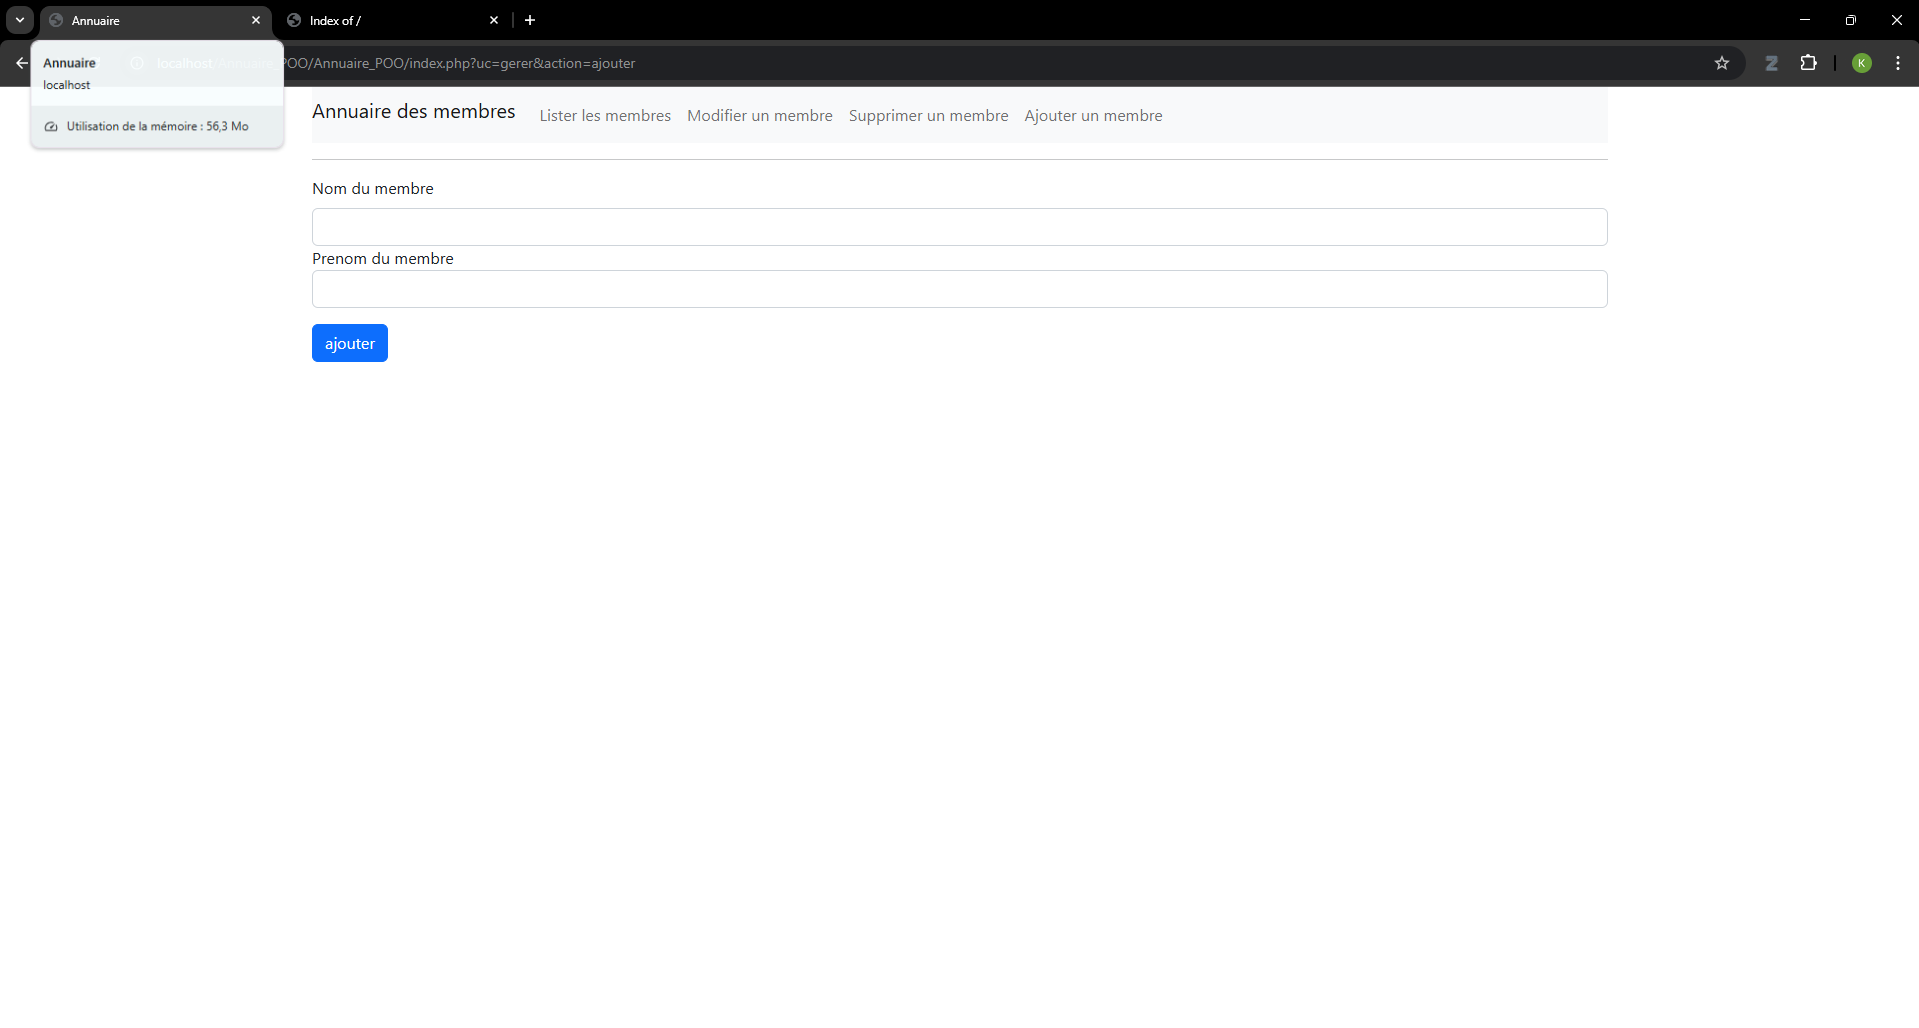 Annuaire
Index of /
localhost
POO/Annuaire_POO/index.php?uc=gerer&action=ajouter
K
Annuaire
localhost
Utilisation de la mémoire : 56,3 Mo
Annuaire des membres
Lister les membres
Modifier un membre
Supprimer un membre
Ajouter un membre
Nom du membre
Prenom du membre
ajouter